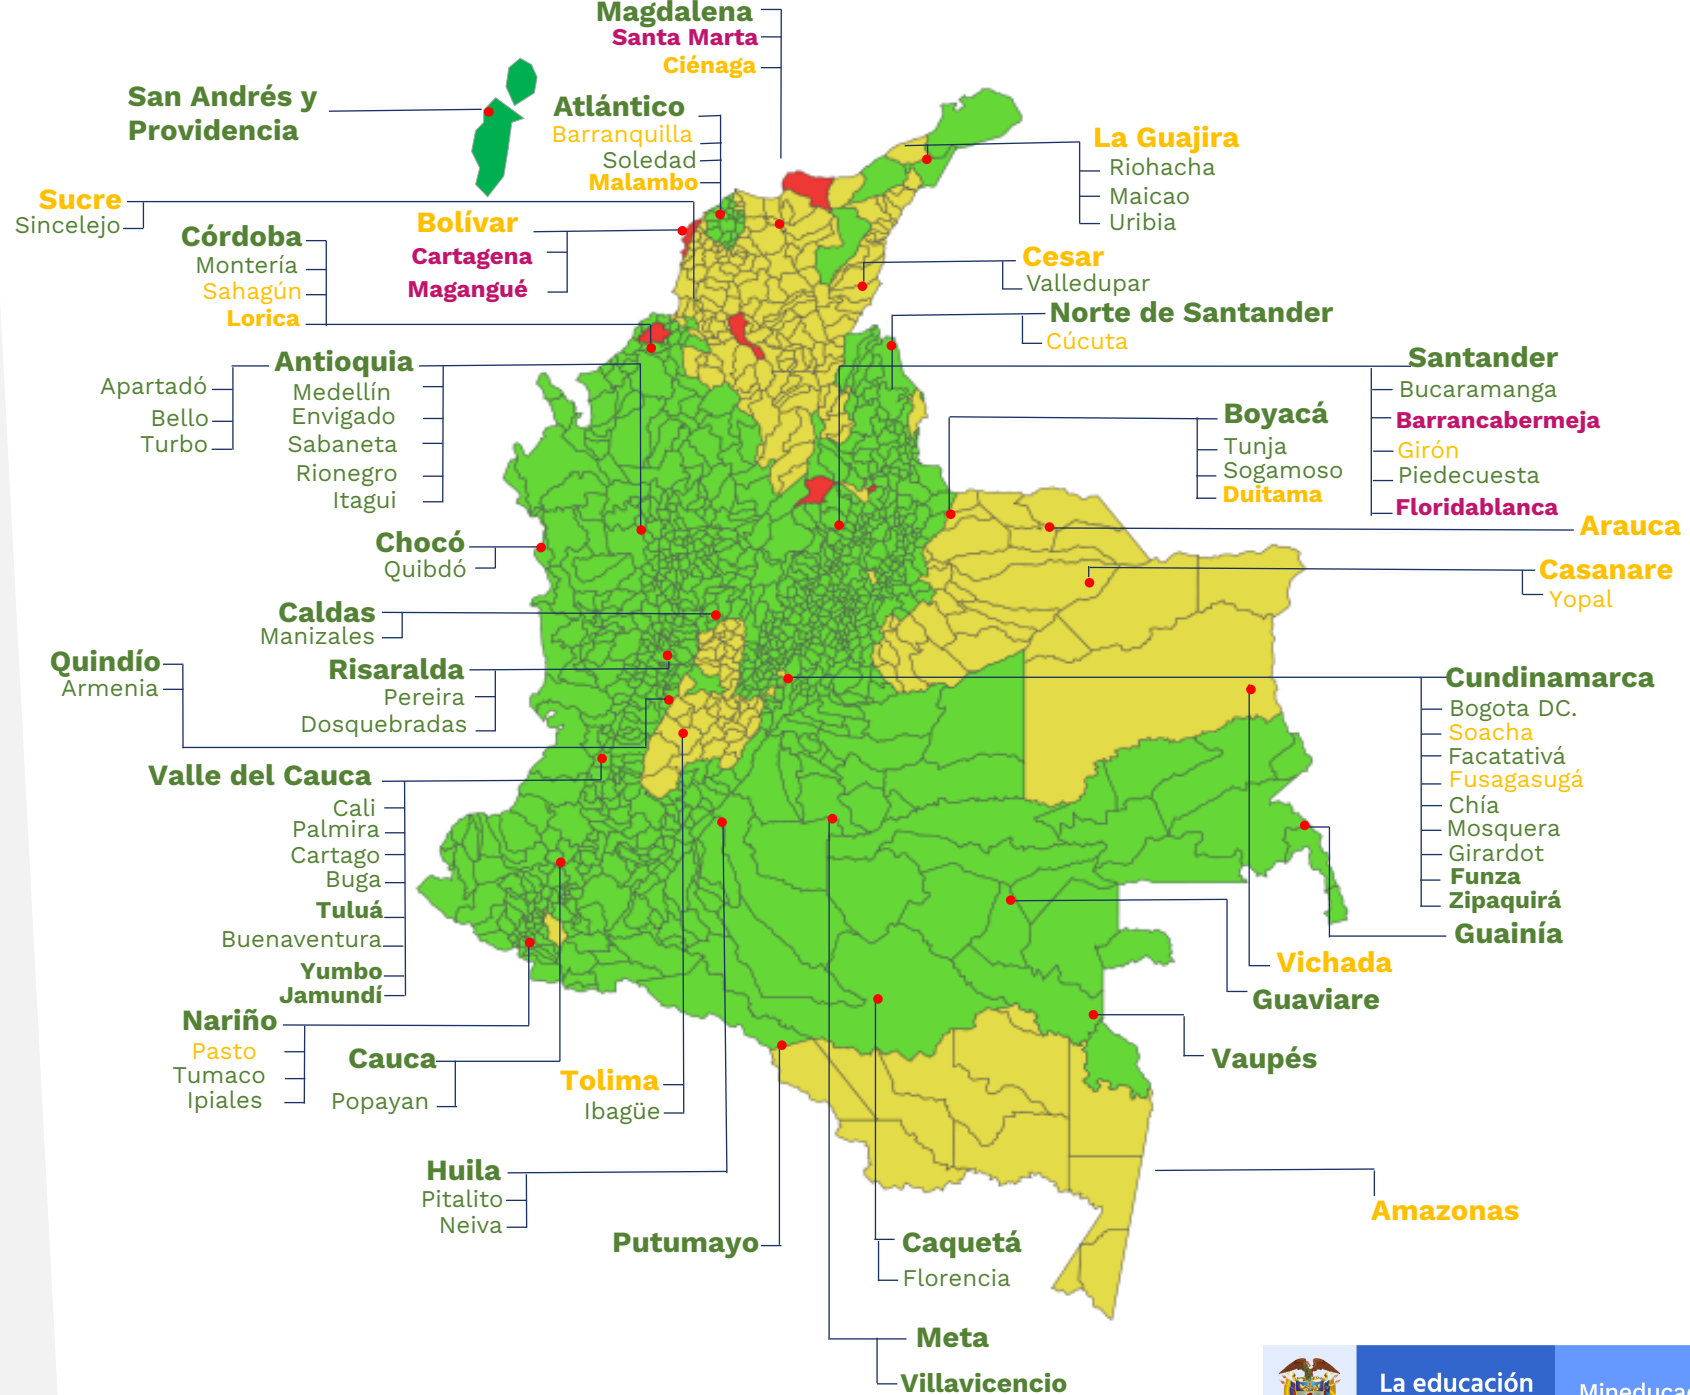 Magdalena
Santa Marta
Ciénaga
San Andrés y
Providencia
Atlántico
Barranquilla
Soledad
Malambo
La Guajira
Riohacha
Maicao
Uribia
Sucre
Sincelejo
Bolívar
Cartagena
Magangué
Córdoba
Montería
Sahagún
Lorica
Cesar
Valledupar
Norte de Santander
Cúcuta
Antioquia
Apartadó
Bello
Turbo
Medellín
Envigado
Sabaneta
Rionegro
Itagui
Santander
Bucaramanga
Barrancabermeja
Girón
Piedecuesta
Floridablanca
Boyacá
Tunja
Sogamoso
Duitama
Arauca
Chocó
Quibdó
Casanare
Yopal
Caldas
Manizales
Quindío
Armenia
Risaralda
Pereira
Dosquebradas
Cundinamarca
Bogota DC.
Soacha
Facatativá
Fusagasugá
Chía
Mosquera
Girardot
Funza
Zipaquirá
Valle del Cauca
Cali
Palmira
Cartago
Buga
Tuluá
Buenaventura
Yumbo
Jamundí
Guainía
Vichada
Guaviare
Nariño
Pasto
Tumaco
Ipiales
Cauca
Popayan
Tolima
Ibagüe
Vaupés
Huila
Pitalito
Neiva
Putumayo
Caquetá
Florencia
Amazonas
Meta
Villavicencio
La educación
Mineduca